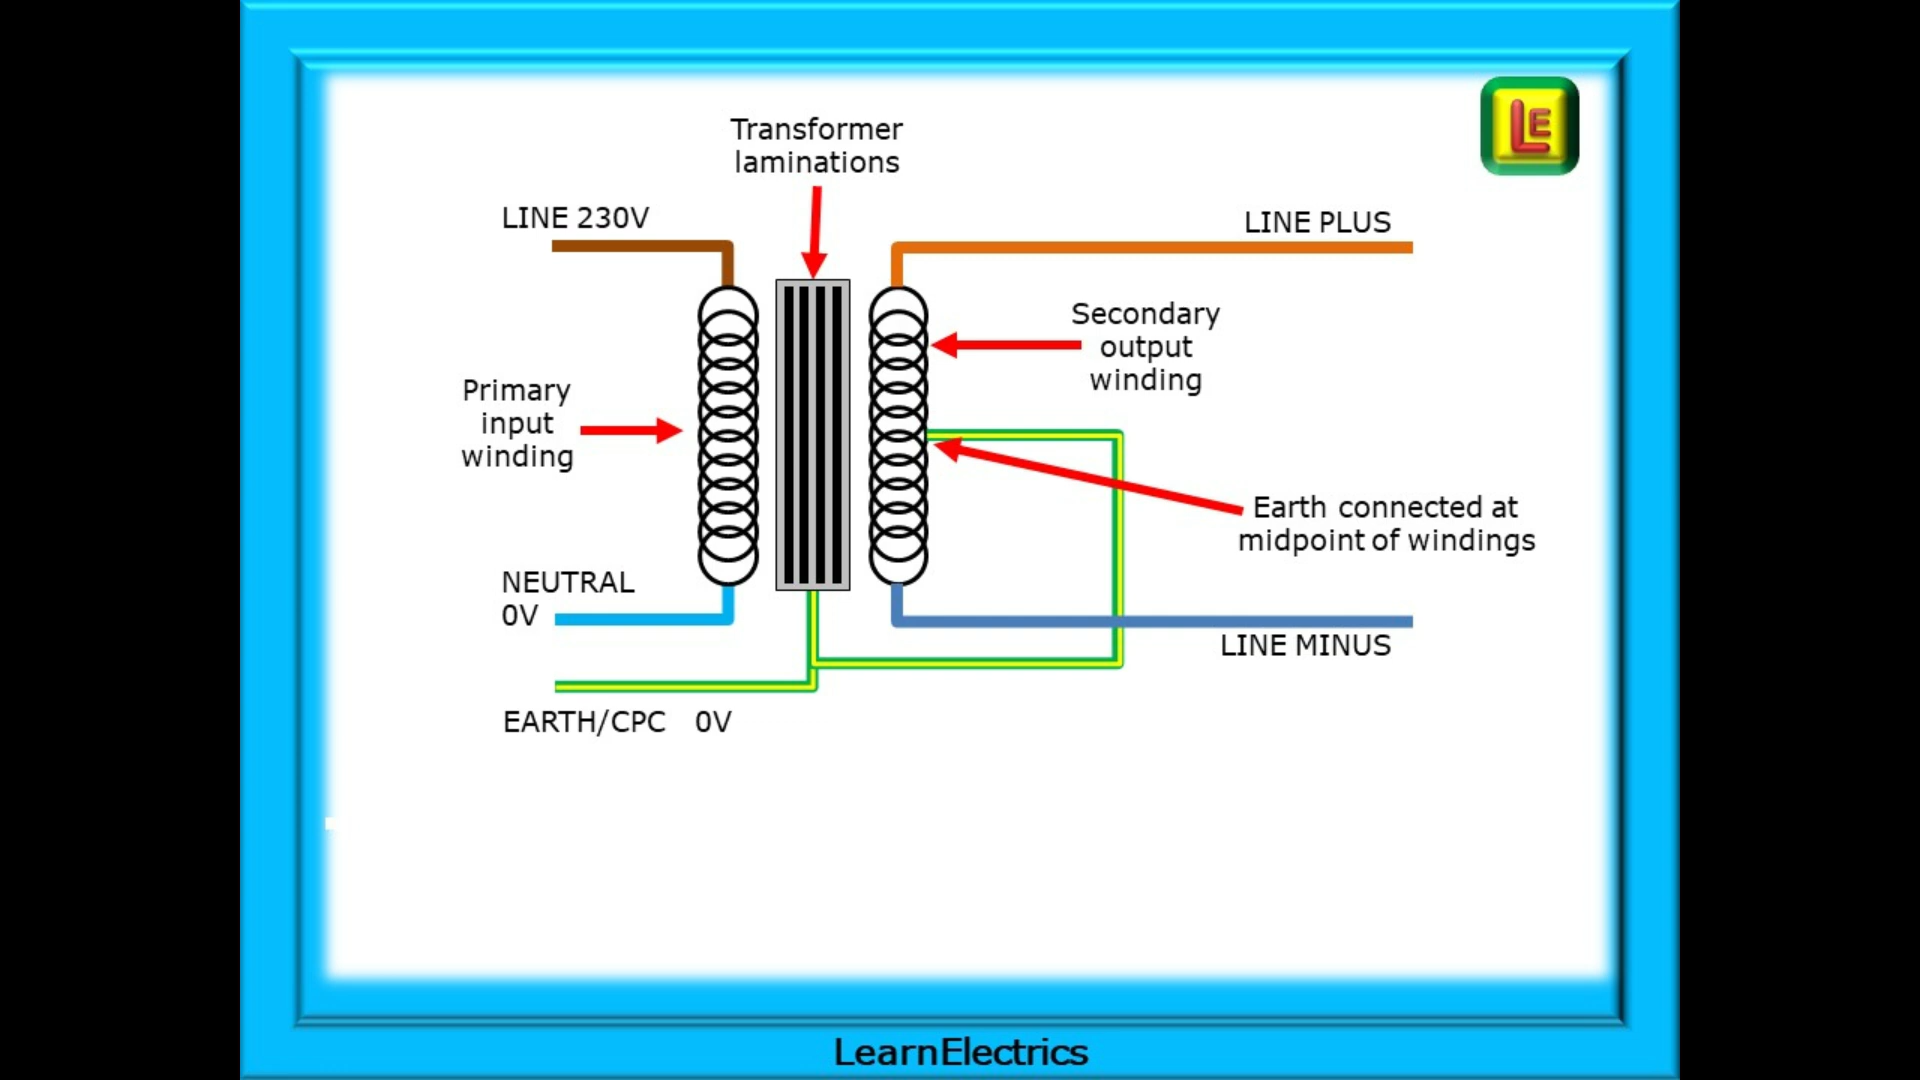 LE
Transformer
laminations
LINE 230V
LINE PLUS
Secondary
output
winding
Primary
input
winding
Earth connected at
midpoint of windings
NEUTRAL
0V
LINE MINUS
EARTH/CPC 0V
LearnElectrics